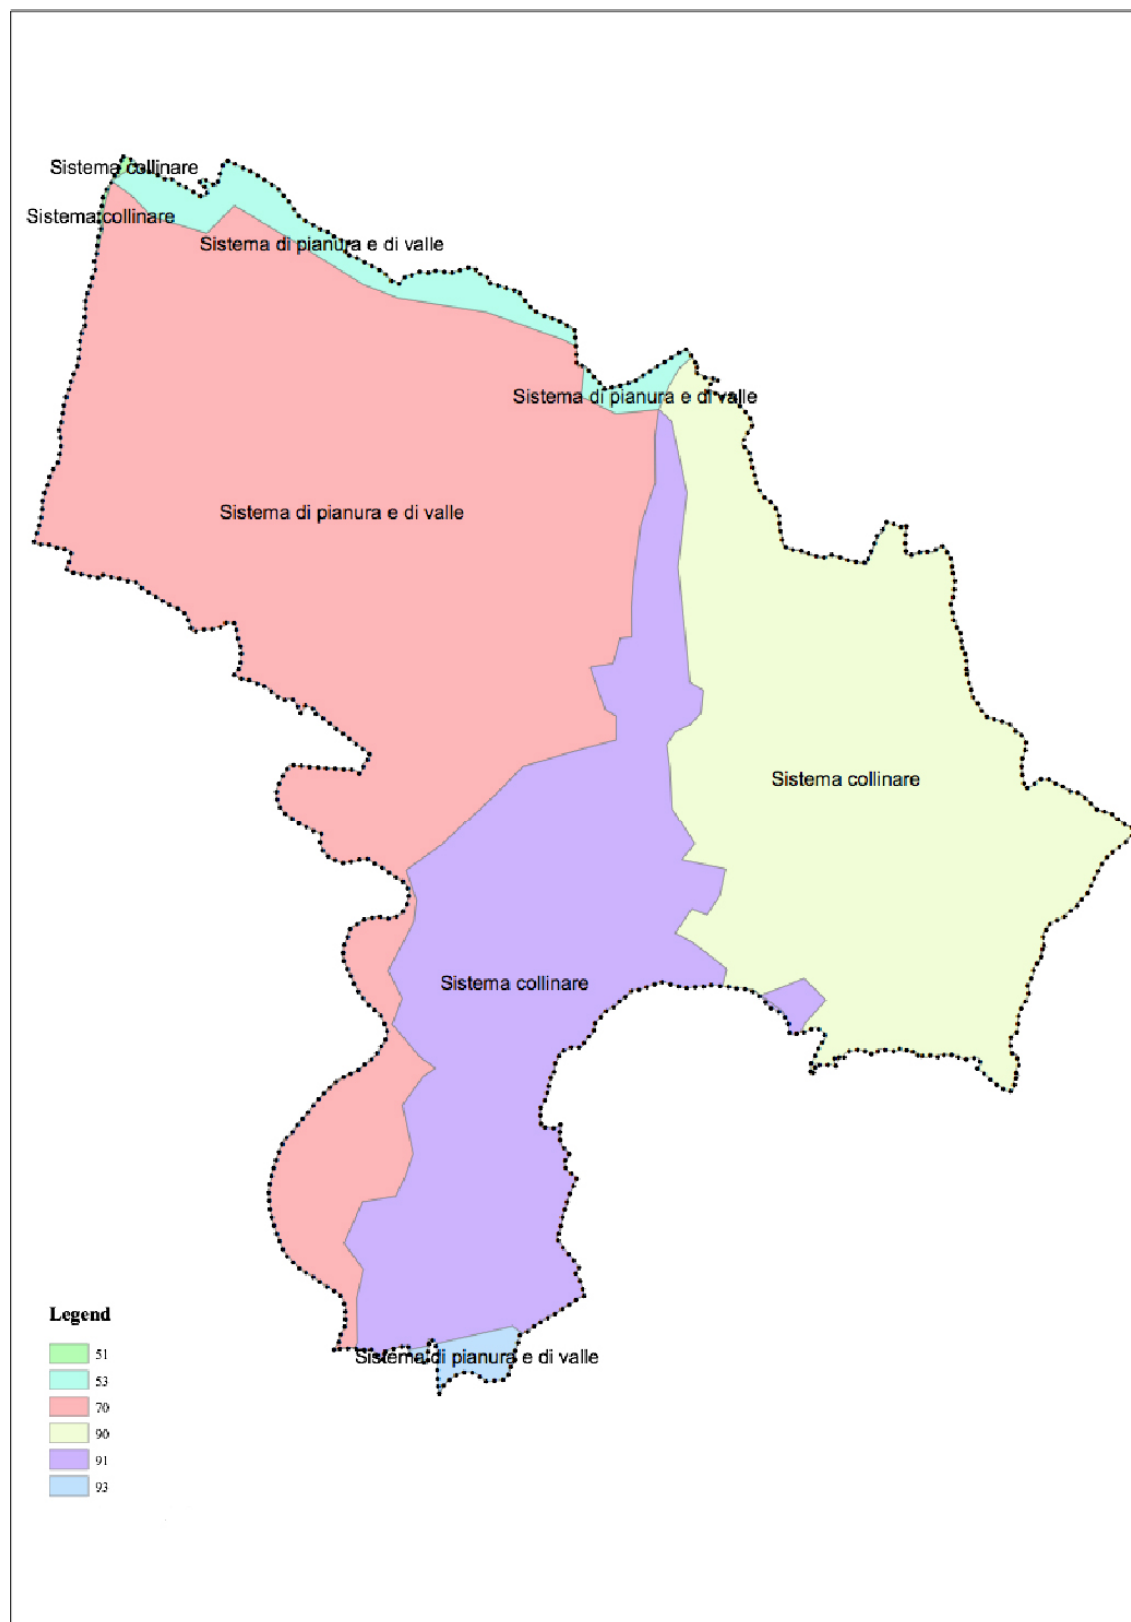 Sistema collinare
Sistema collinare
Sistema di pianura e di valle
Sistema di pianura e di valle
Sistema di pianura e di valle
Sistema collinare
Sistema collinare
Legend
Sistema di pianura e di valle
51
53
70
90
91
93